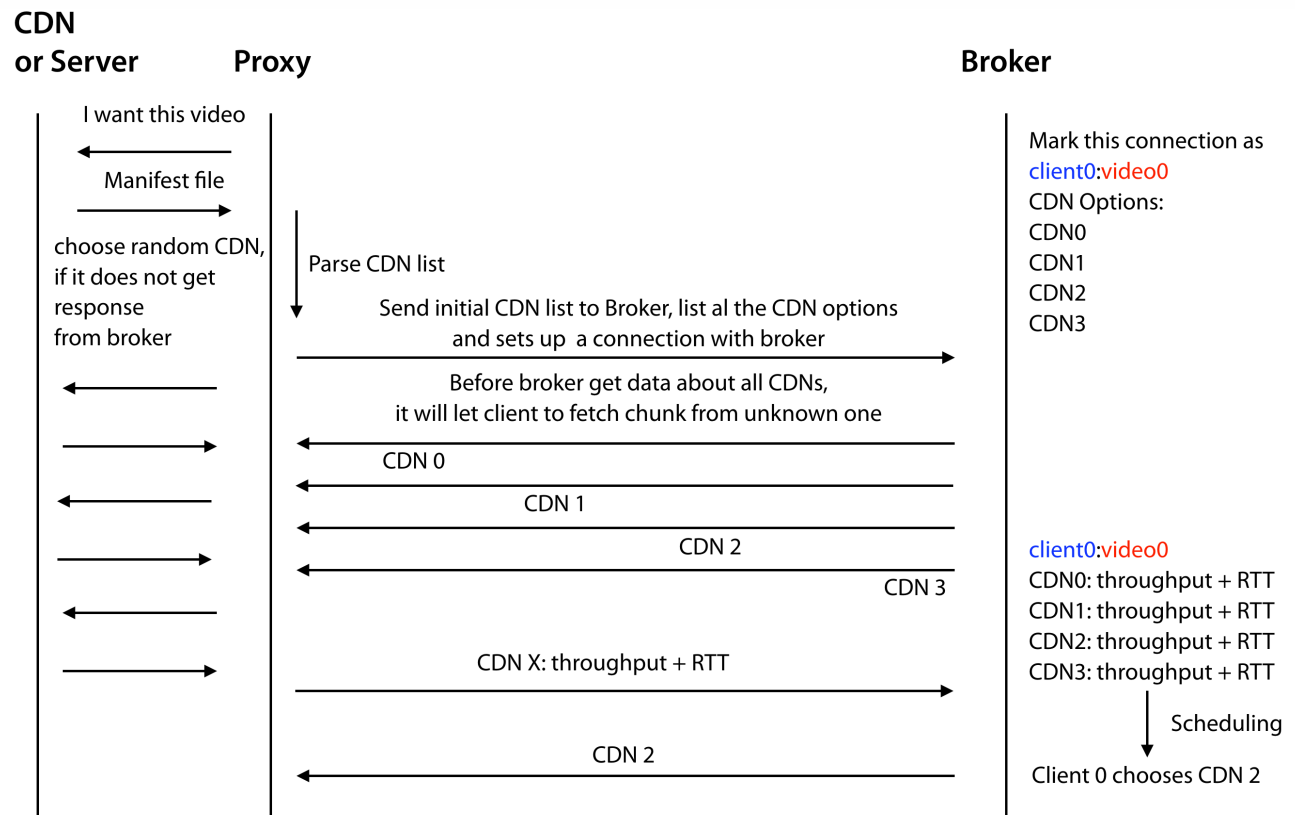 CDN
or Server
Proxy
Broker
I want this video
Manifest file
choose random CDN,
if it does not get
response
from broker
Parse CDN list
Send initial CDN list to Broker, list al the CDN options
and sets up a connection with broker
Before broker get data about all CDNs,
it will let client to fetch chunk from unknown one
CDN 0
CDN 1
CDN 2
CDN 3
CDN X: throughput + RTT
CDN 2
Mark this connection as
client0:video0
CDN Options:
CDN0
CDN1
CDN2
CDN3
client0:video0
CDN0: throughput + RTT
CDN1: throughput + RTT
CDN2: throughput + RTT
CDN3: throughput + RTT
Scheduling
Client 0 chooses CDN 2